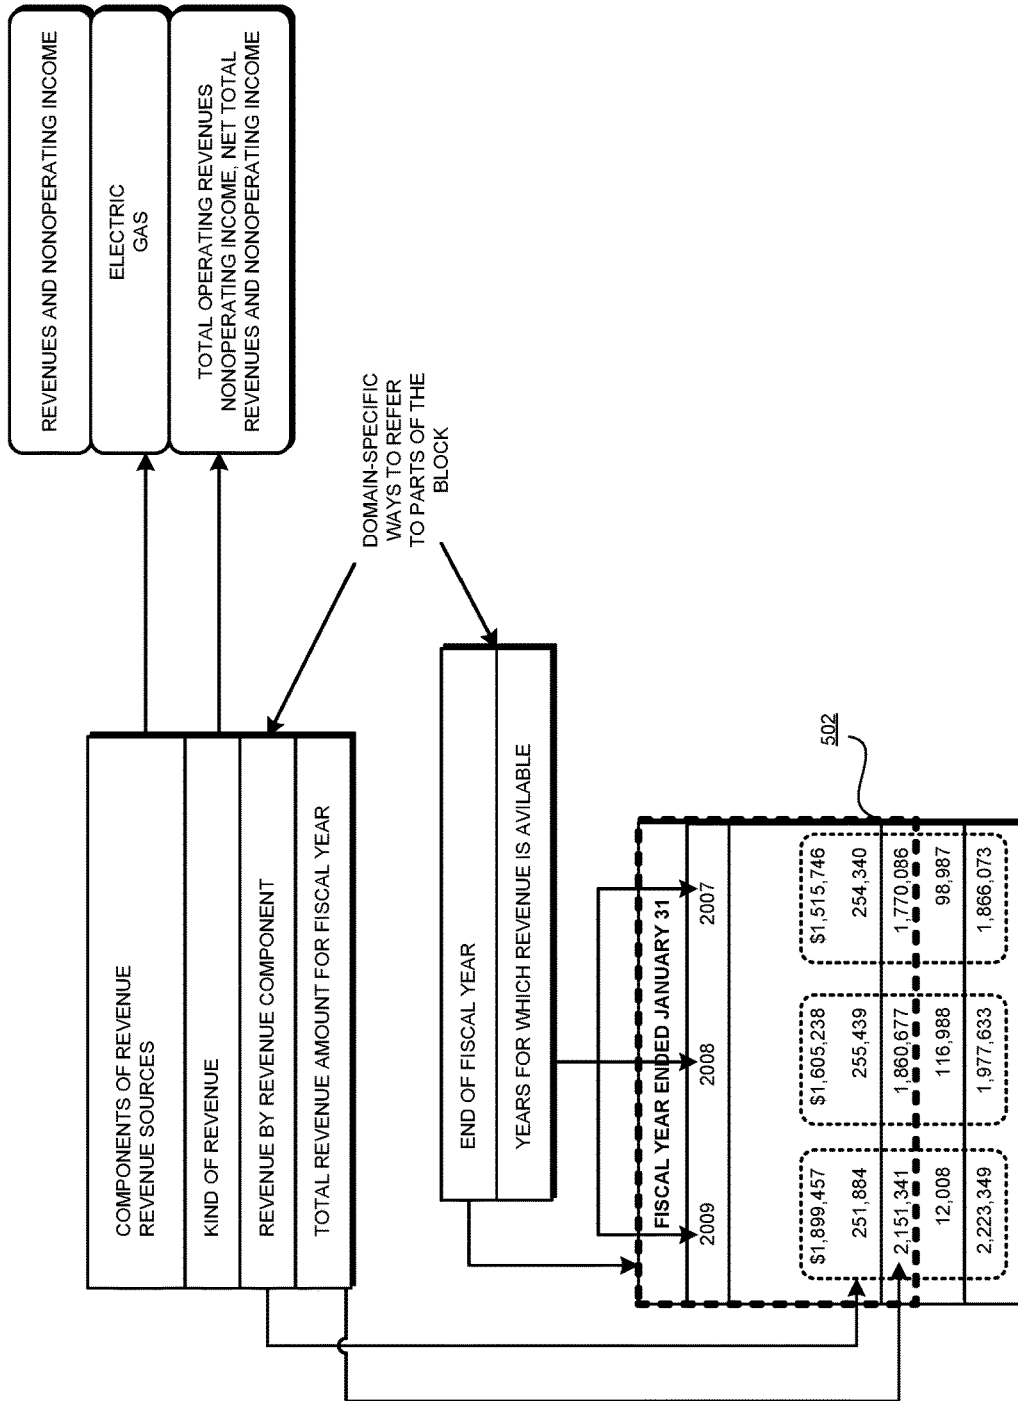 REVENUES AND NONOPERATING INCOME
ELECTRIC
GAS
TOTAL OPERATING REVENUES
NONOPERATING INCOME, NET TOTAL
REVENUES AND NONOPERATING INCOME
COMPONENTS OF REVENUE
REVENUE SOURCES
KIND OF REVENUE
REVENUE BY REVENUE COMPONENT
TOTAL REVENUE AMOUNT FOR FISCAL YEAR
DOMAIN-SPECIFIC
WAYS TO REFER
TO PARTS OF THE
BLOCK
END OF FISCAL YEAR
YEARS FOR WHICH REVENUE IS AVILABLE
502
FISCAL YEAR ENDED JANUARY 31
2009 2008 2007
$1,899,457 $1,605,238 $1,515,746
251,884 255,439 254,340
2,151,341 1,860,677 1,770,086
12,008 116,988 98,987
2,223,349 1,977,633 1,866,073